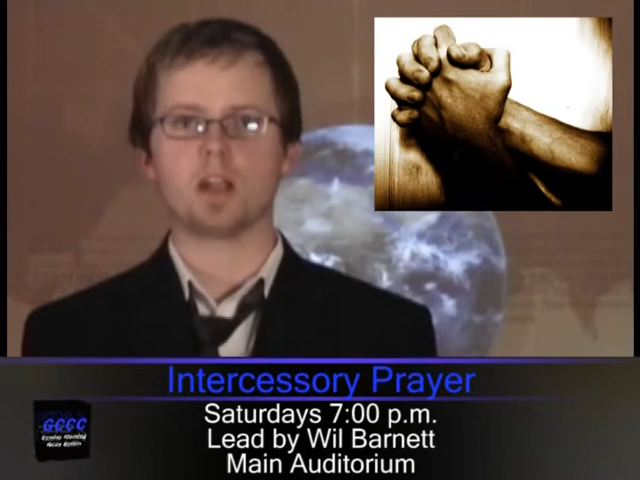 Intercessory Prayer
Saturdays 7:00 p.m.
Lead by Wil Barnett
Main Auditorium
GCCC